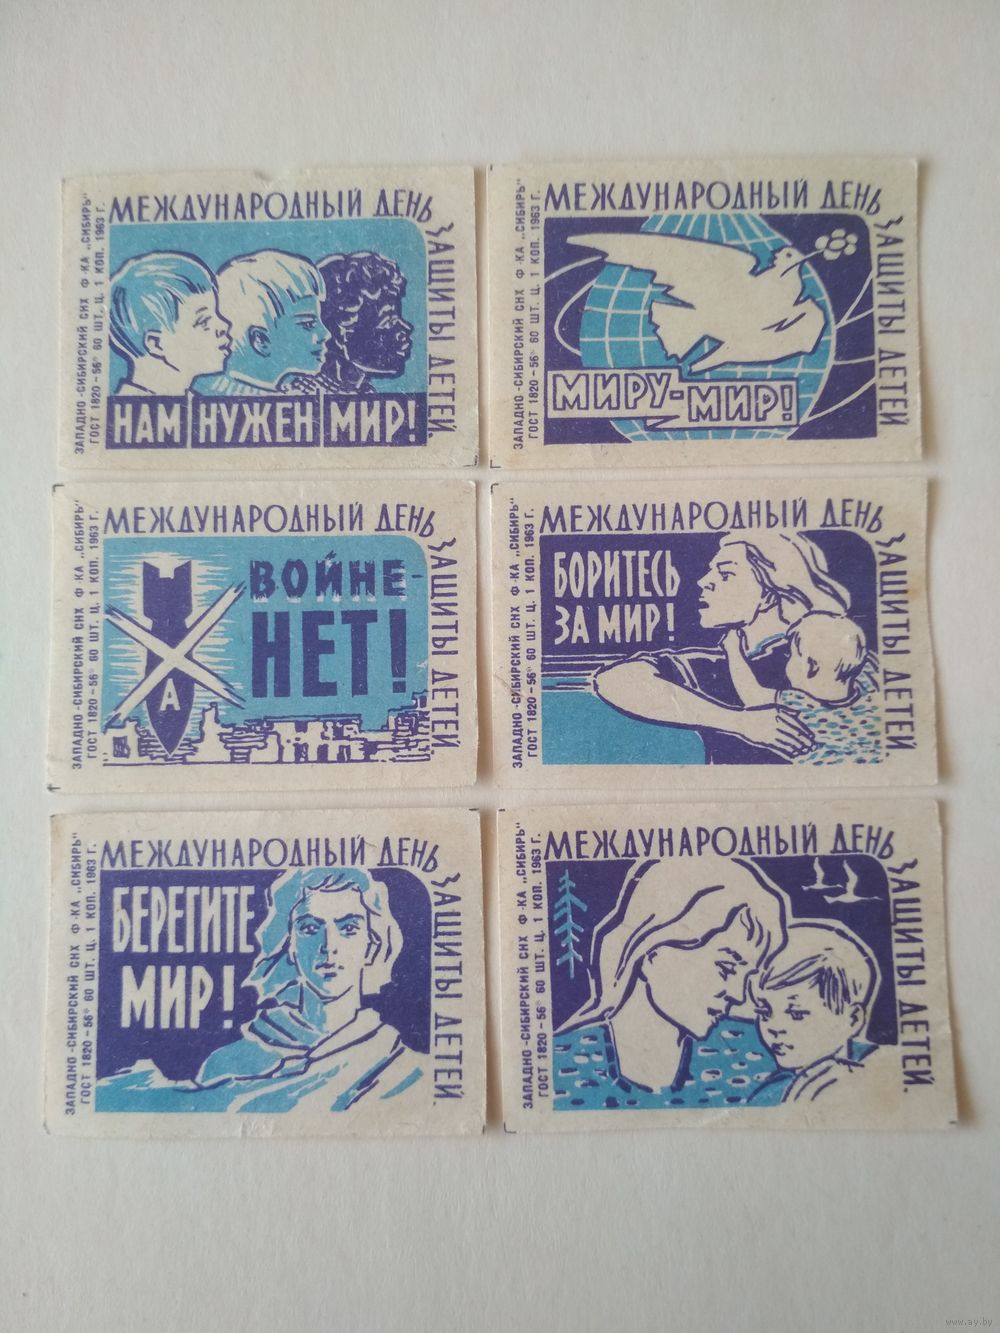 ЗАПАДНО-СИБИРСКИЙ СНХ Ф-КА „СИБИРЬ“
ГОСТ 1820-56* 60 ШТ. Ц. 1 КОП. 1963 Г.
МЕЖДУНАРОДНЫЙ ДЕНЬ ЗАЩИТЫ ДЕТЕЙ.
НАМ НУЖЕН МИР!
ЗАПАДНО-СИБИРСКИЙ СНХ Ф-КА „СИБИРЬ“
ГОСТ 1820-56* 60 ШТ. Ц. 1 КОП. 1963 Г.
МЕЖДУНАРОДНЫЙ ДЕНЬ ЗАЩИТЫ ДЕТЕЙ
МИРУ-МИР!
ЗАПАДНО-СИБИРСКИЙ СНХ Ф-КА „СИБИРЬ“
ГОСТ 1820-56* 60 ШТ. Ц. 1 КОП. 1963 Г.
МЕЖДУНАРОДНЫЙ ДЕНЬ ЗАЩИТЫ ДЕТЕЙ.
ВОЙНЕ-
НЕТ!
А
ЗАПАДНО-СИБИРСКИЙ СНХ Ф-КА „СИБИРЬ“
ГОСТ 1820-56* 60 ШТ. Ц. 1 КОП. 1963 Г.
МЕЖДУНАРОДНЫЙ ДЕНЬ ЗАЩИТЫ ДЕТЕЙ.
БОРИТЕСЬ
ЗА МИР!
ЗАПАДНО-СИБИРСКИЙ СНХ Ф-КА „СИБИРЬ“
ГОСТ 1820-56* 60 ШТ. Ц. 1 КОП. 1963 Г.
МЕЖДУНАРОДНЫЙ ДЕНЬ ЗАЩИТЫ ДЕТЕЙ.
БЕРЕГИТЕ
МИР!
ЗАПАДНО-СИБИРСКИЙ СНХ Ф-КА „СИБИРЬ“
ГОСТ 1820-56* 60 ШТ. Ц. 1 КОП. 1963 Г.
МЕЖДУНАРОДНЫЙ ДЕНЬ ЗАЩИТЫ ДЕТЕЙ.
www.ay.by